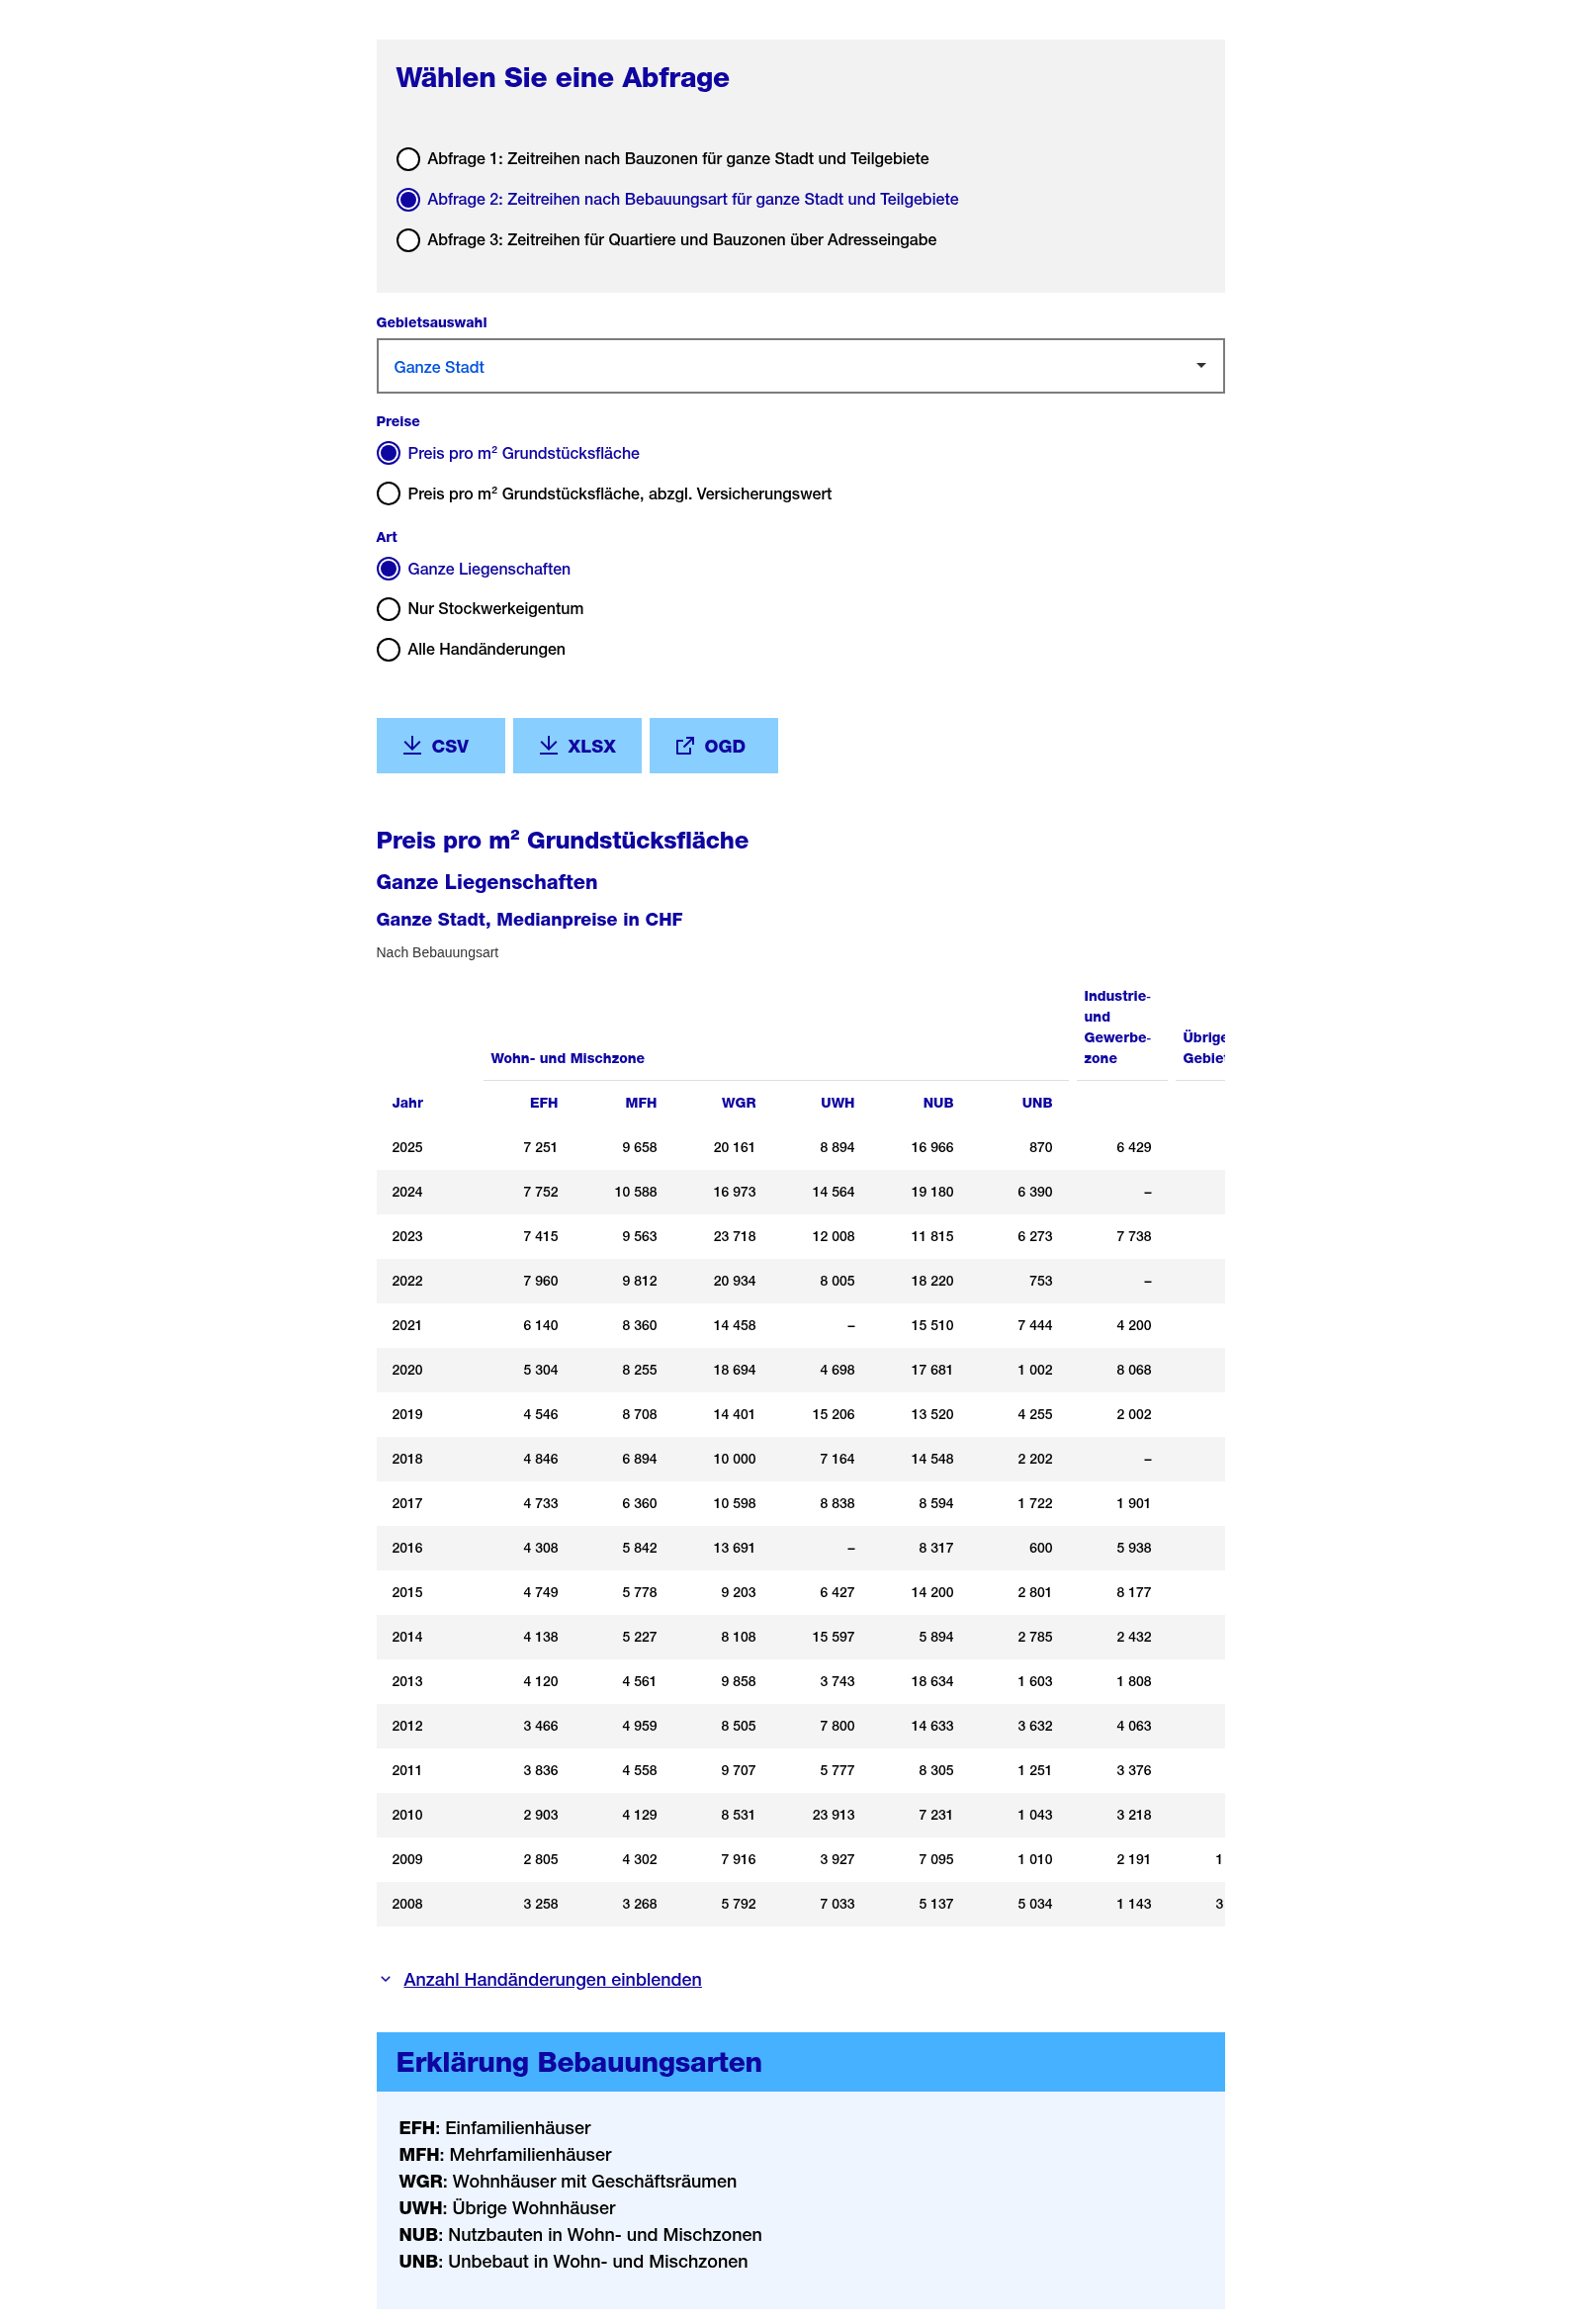 Wählen Sie eine Abfrage
Abfrage 1: Zeitreihen nach Bauzonen für ganze Stadt und Teilgebiete
Abfrage 2: Zeitreihen nach Bebauungsart für ganze Stadt und Teilgebiete
Abfrage 3: Zeitreihen für Quartiere und Bauzonen über Adresseingabe
Gebietsauswahl
Ganze Stadt
Preise
Preis pro m² Grundstücksfläche
Preis pro m² Grundstücksfläche, abzgl. Versicherungswert
Art
Ganze Liegenschaften
Nur Stockwerkeigentum
Alle Handänderungen
CSV XLSX OGD
Preis pro m² Grundstücksfläche
Ganze Liegenschaften
Ganze Stadt, Medianpreise in CHF
Nach Bebauungsart
Industrie-
und
Gewerbe- Übrige
Wohn- und Mischzone zone
Jahr EFH MFH WGR UWH NUB UNB
2025 7 251 9 658 20 161 8 894 16 966 870 6 429
2024 7 752 10 588 16 973 14 564 19 180 6 390 –
2023 7 415 9 563 23 718 12 008 11 815 6 273 7 738
2022 7 960 9 812 20 934 8 005 18 220 753 –
2021 6 140 8 360 14 458 – 15 510 7 444 4 200
2020 5 304 8 255 18 694 4 698 17 681 1 002 8 068
2019 4 546 8 708 14 401 15 206 13 520 4 255 2 002
2018 4 846 6 894 10 000 7 164 14 548 2 202 –
2017 4 733 6 360 10 598 8 838 8 594 1 722 1 901
2016 4 308 5 842 13 691 – 8 317 600 5 938
2015 4 749 5 778 9 203 6 427 14 200 2 801 8 177
2014 4 138 5 227 8 108 15 597 5 894 2 785 2 432
2013 4 120 4 561 9 858 3 743 18 634 1 603 1 808
2012 3 466 4 959 8 505 7 800 14 633 3 632 4 063
2011 3 836 4 558 9 707 5 777 8 305 1 251 3 376
2010 2 903 4 129 8 531 23 913 7 231 1 043 3 218
2009 2 805 4 302 7 916 3 927 7 095 1 010 2 191 1
2008 3 258 3 268 5 792 7 033 5 137 5 034 1 143 3
Anzahl Handänderungen einblenden
Erklärung Bebauungsarten
EFH: Einfamilienhäuser
MFH: Mehrfamilienhäuser
WGR: Wohnhäuser mit Geschäftsräumen
UWH: Übrige Wohnhäuser
NUB: Nutzbauten in Wohn- und Mischzonen
UNB: Unbebaut in Wohn- und Mischzonen